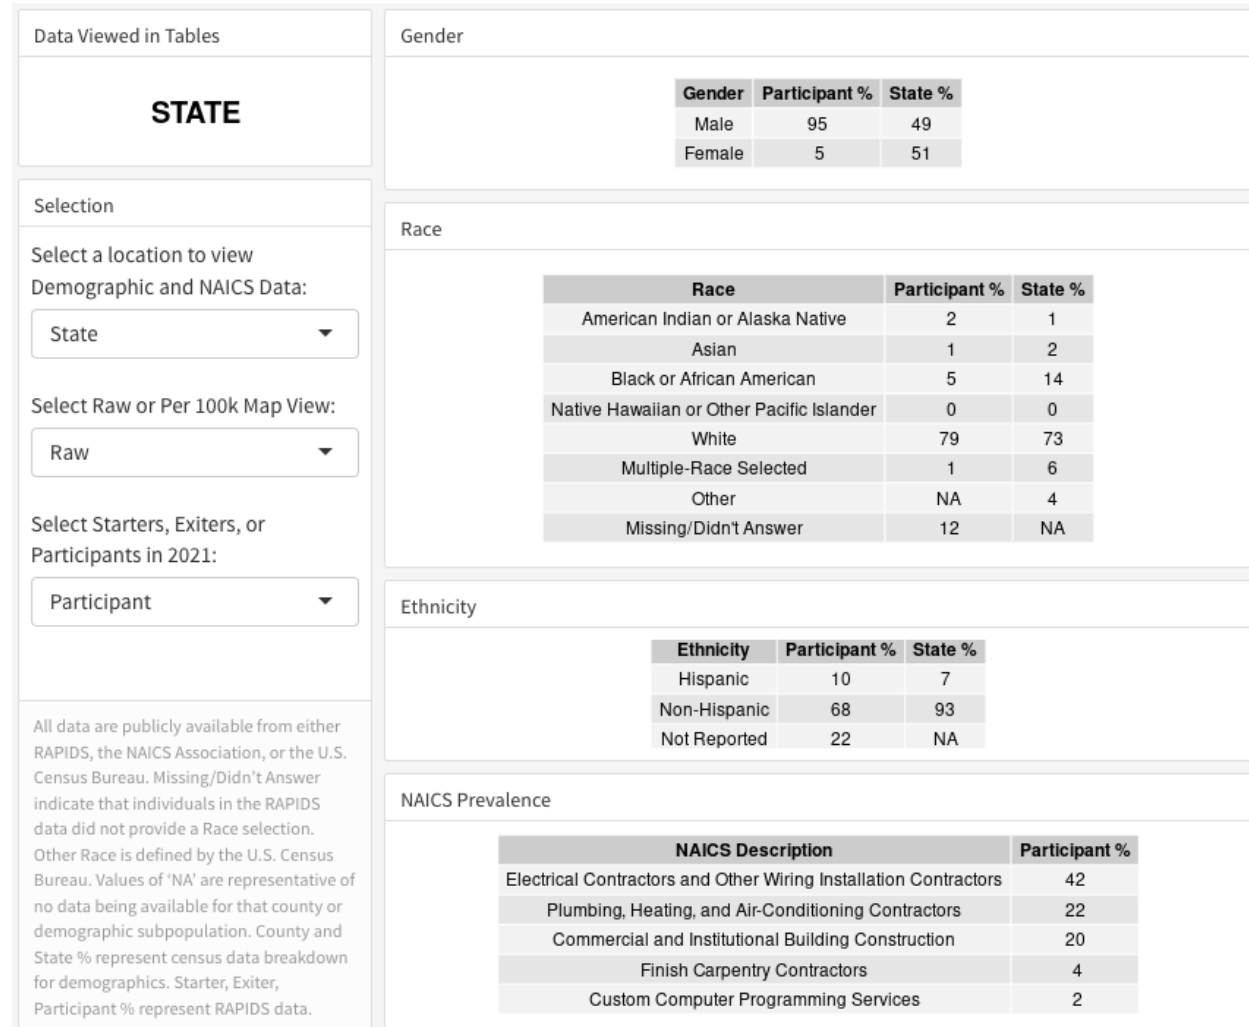 Data Viewed in Tables
STATE
Selection
Select a location to view
Demographic and NAICS Data:
State
Select Raw or Per 100k Map View:
Raw
Select Starters, Exiters, or
Participants in 2021:
Participant
All data are publicly available from either
RAPIDS, the NAICS Association, or the U.S.
Census Bureau. Missing/Didn't Answer
indicate that individuals in the RAPIDS
data did not provide a Race selection.
Other Race is defined by the U.S. Census
Bureau. Values of 'NA' are representative of
no data being available for that county or
demographic subpopulation. County and
State % represent census data breakdown
for demographics. Starter, Exiter,
Participant % represent RAPIDS data.
Gender
Gender Participant % State %
Male 95 49
Female 5 51
Race
Race Participant % State %
American Indian or Alaska Native 2 1
Asian 1 2
Black or African American 5 14
Native Hawaiian or Other Pacific Islander 0 0
White 79 73
Multiple-Race Selected 1 6
Other NA 4
Missing/Didn't Answer 12 NA
Ethnicity
Ethnicity Participant % State %
Hispanic 10 7
Non-Hispanic 68 93
Not Reported 22 NA
NAICS Prevalence
NAICS Description Participant %
Electrical Contractors and Other Wiring Installation Contractors 42
Plumbing, Heating, and Air-Conditioning Contractors 22
Commercial and Institutional Building Construction 20
Finish Carpentry Contractors 4
Custom Computer Programming Services 2